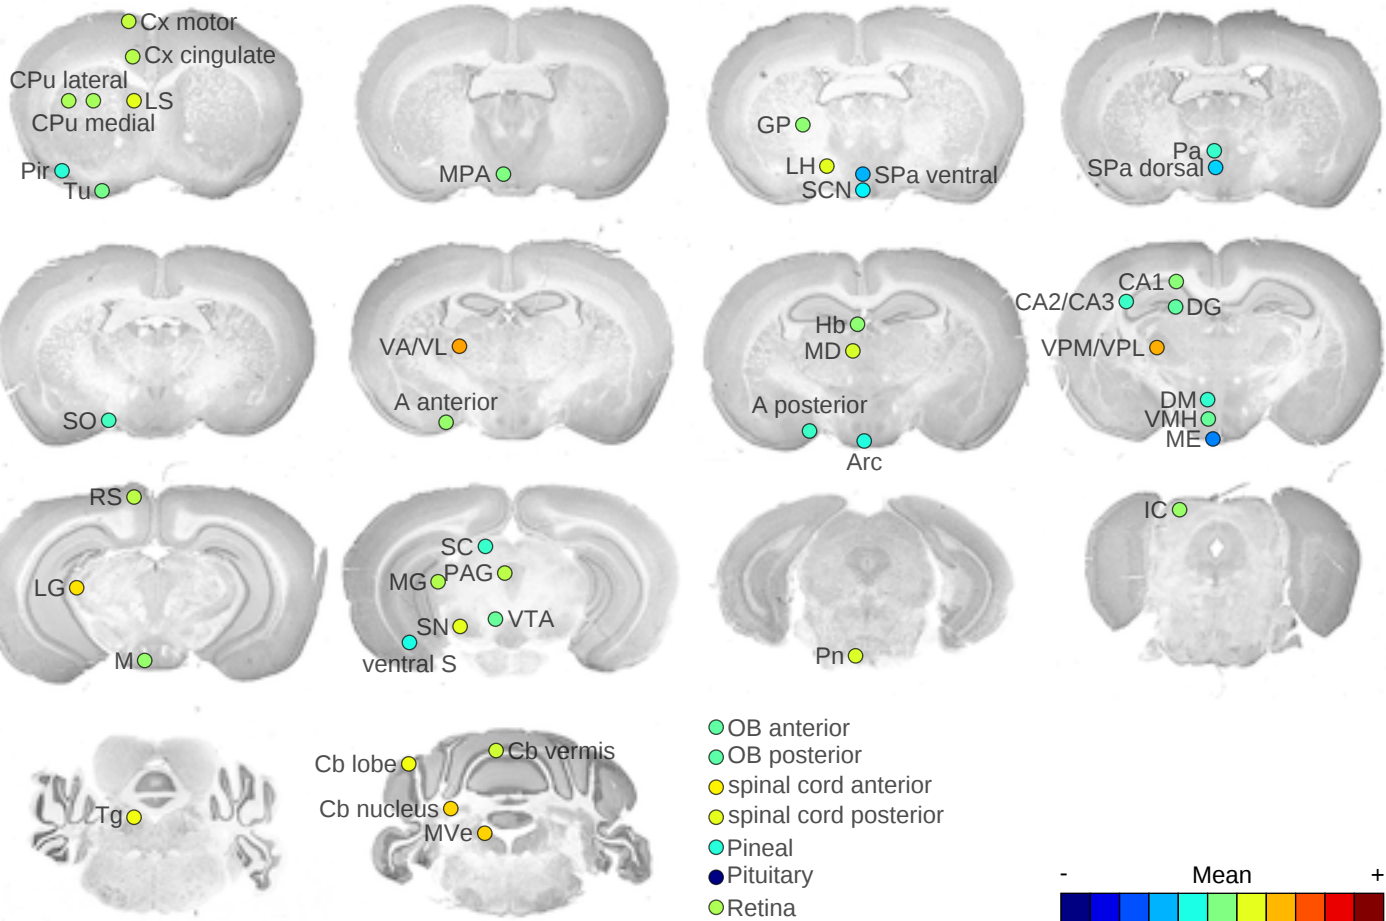 Cx motor
Cx cingulate
CPu lateral
LS
CPu medial
Pir
Tu
MPA
GP
LH
SPa ventral
SCN
Pa
SPa dorsal
SO
VA/VL
A anterior
Hb
MD
A posterior
Arc
CA1
CA2/CA3
DG
VPM/VPL
DM
VMH
ME
RS
LG
M
SC
PAG
MG
VTA
SN
ventral S
Pn
IC
Tg
Cb vermis
Cb lobe
Cb nucleus
MVe
OB anterior
OB posterior
spinal cord anterior
spinal cord posterior
Pineal
Pituitary
Retina
- Mean +